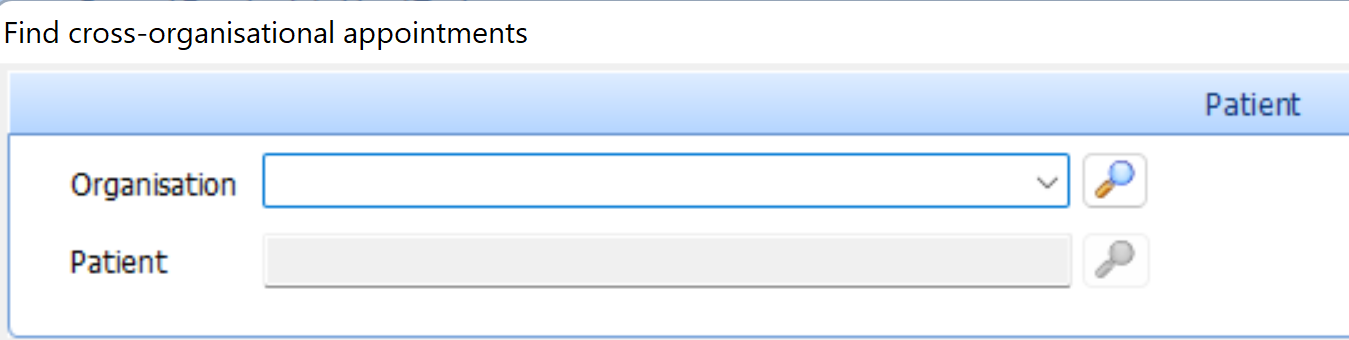 Find cross-organisational appointments
Patient
Organisation
Patient